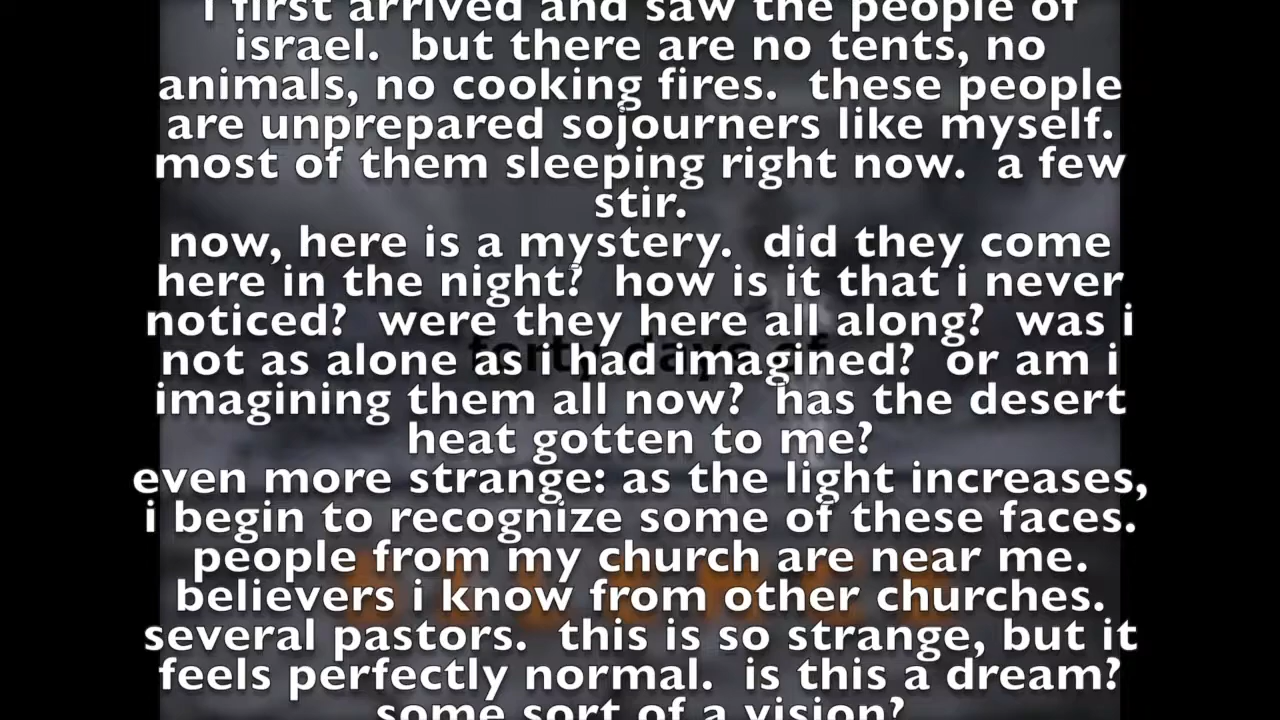 i first arrived and saw the people of
israel.  but there are no tents, no
animals, no cooking fires.  these people
are unprepared sojourners like myself.
most of them sleeping right now.  a few
stir.
now, here is a mystery.  did they come
here in the night?  how is it that i never
noticed?  were they here all along?  was i
not as alone as i had imagined?  or am i
imagining them all now?  has the desert
heat gotten to me?
even more strange: as the light increases,
i begin to recognize some of these faces.
people from my church are near me.
believers i know from other churches.
several pastors.  this is so strange, but it
feels perfectly normal.  is this a dream?
some sort of a vision?
forty days of